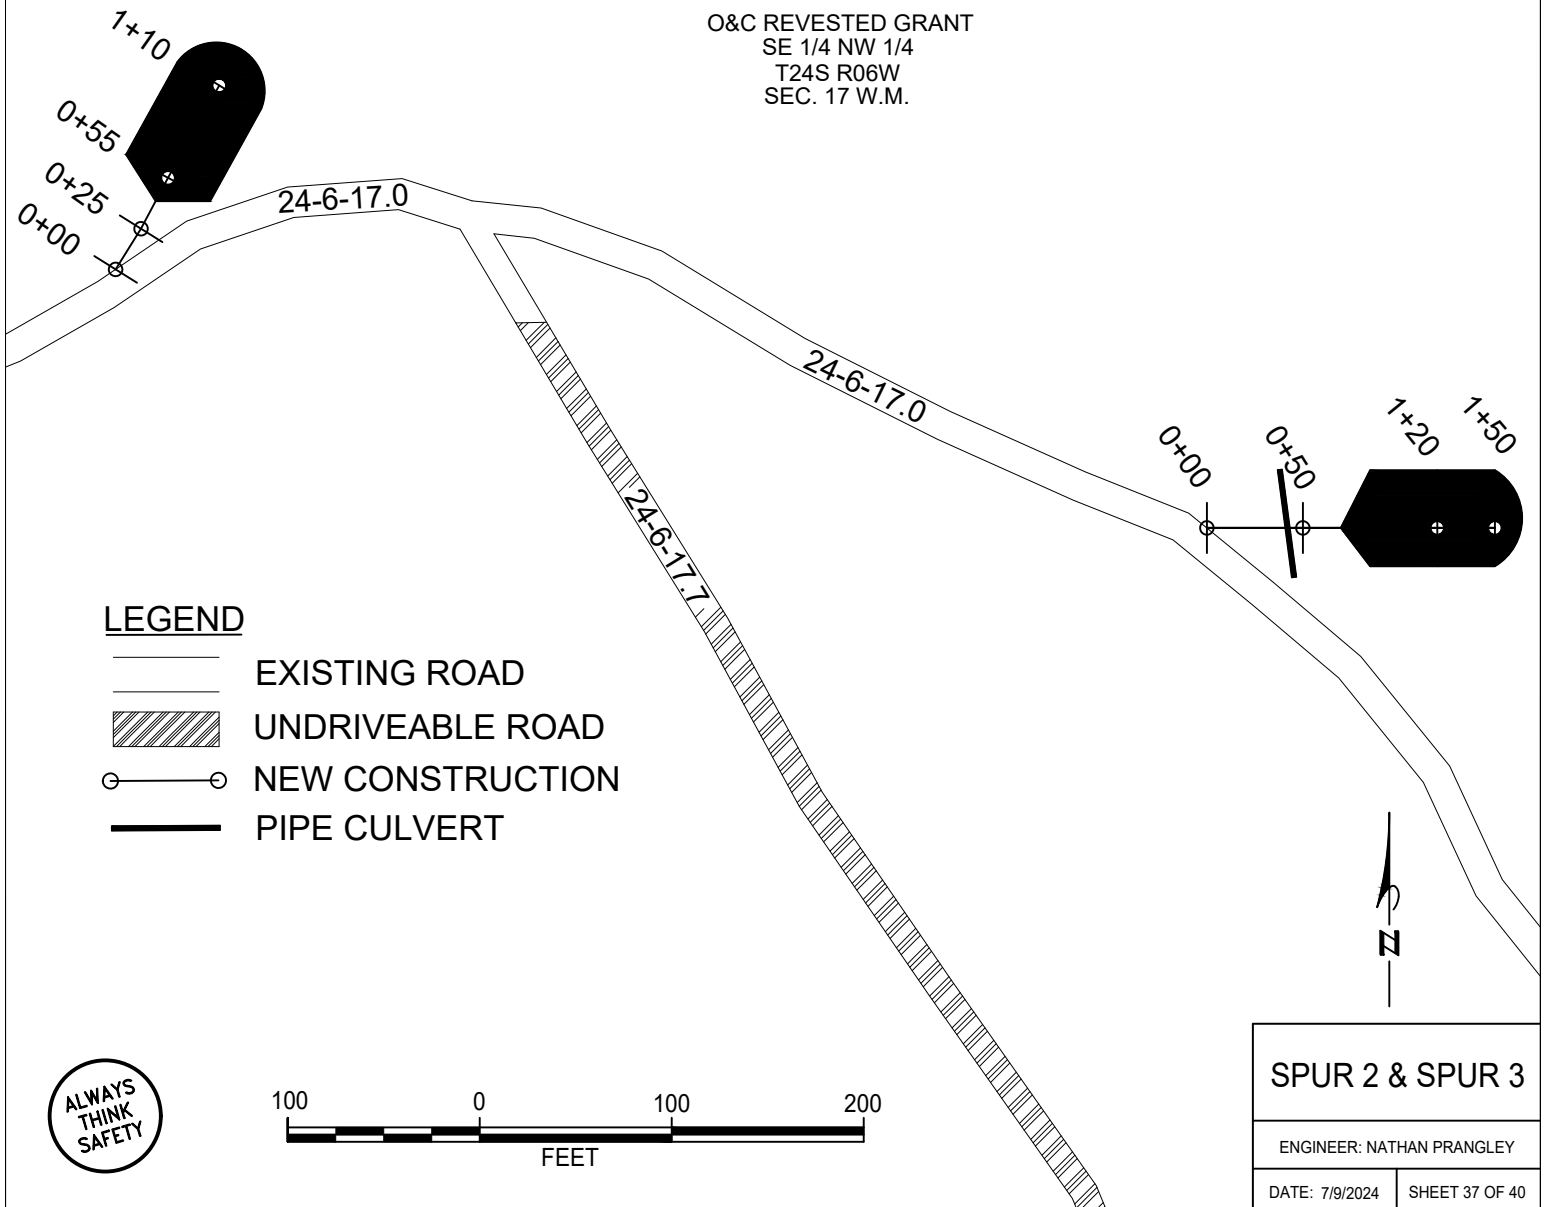 O&C REVESTED GRANT
SE 1/4 NW 1/4
T24S R06W
SEC. 17 W.M.
1+10
0+55
0+25
0+00
24-6-17.0
24-6-17.0
24-6-17.7
0+00
0+50
1+20
1+50
LEGEND
EXISTING ROAD
UNDRIVEABLE ROAD
NEW CONSTRUCTION
PIPE CULVERT
N
ALWAYS
THINK
SAFETY
100 0 100 200
FEET
SPUR 2 & SPUR 3
ENGINEER: NATHAN PRANGLEY
DATE: 7/9/2024 SHEET 37 OF 40